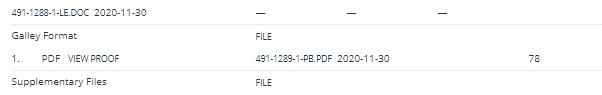 491-1288-1-LE.DOC 2020-11-30 — — —
Galley Format FILE
1. PDF VIEW PROOF 491-1289-1-PB.PDF 2020-11-30 78
Supplementary Files FILE